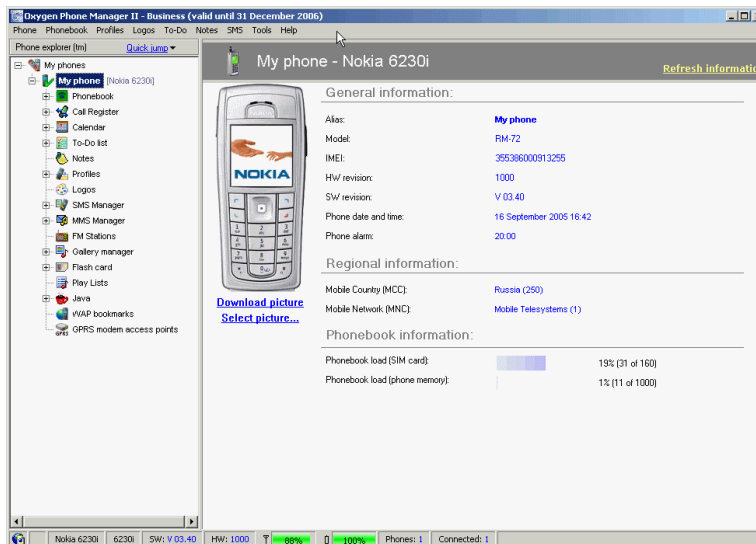 Oxygen Phone Manager II - Business (valid until 31 December 2006)
Phone Phonebook Profiles Logos To-Do Notes SMS Tools Help
Phone explorer (tm) Quick jump
My phones
My phone [Nokia 6230i]
Phonebook
Call Register
Calendar
To-Do list
Notes
Profiles
Logos
SMS Manager
MMS Manager
FM Stations
Gallery manager
Flash card
Play Lists
Java
WAP bookmarks
GPRS GPRS modem access points
My phone - Nokia 6230i
Refresh informatio
NOKIA
Download picture
Select picture...
General information:
Alias: My phone
Model: RM-72
IMEI: 355386000913255
HW revision: 1000
SW revision: V 03.40
Phone date and time: 16 September 2005 16:42
Phone alarm: 20:00
Regional information:
Mobile Country (MCC): Russia (250)
Mobile Network (MNC): Mobile Telesystems (1)
Phonebook information:
Phonebook load (SIM card): 19% (31 of 160)
Phonebook load (phone memory): 1% (11 of 1000)
Nokia 6230i 6230i SW: V 03.40 HW: 1000 88% 100% Phones: 1 Connected: 1